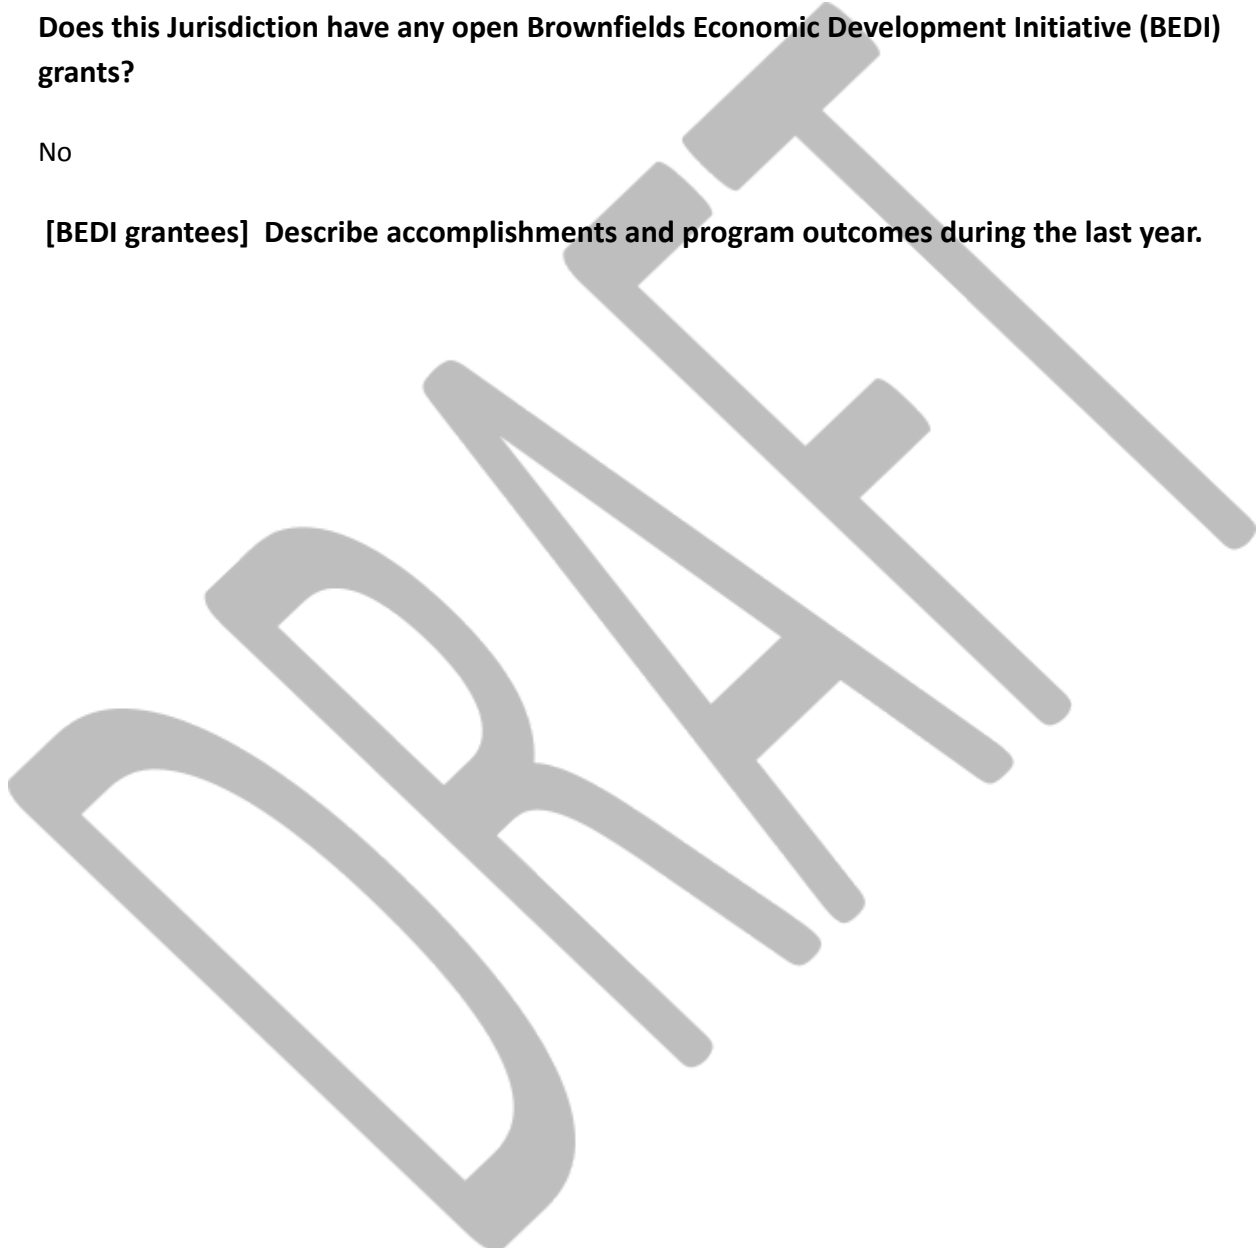 Does this Jurisdiction have any open Brownfields Economic Development Initiative (BEDI)
grants?
No
[BEDI grantees]  Describe accomplishments and program outcomes during the last year.
DRAFT